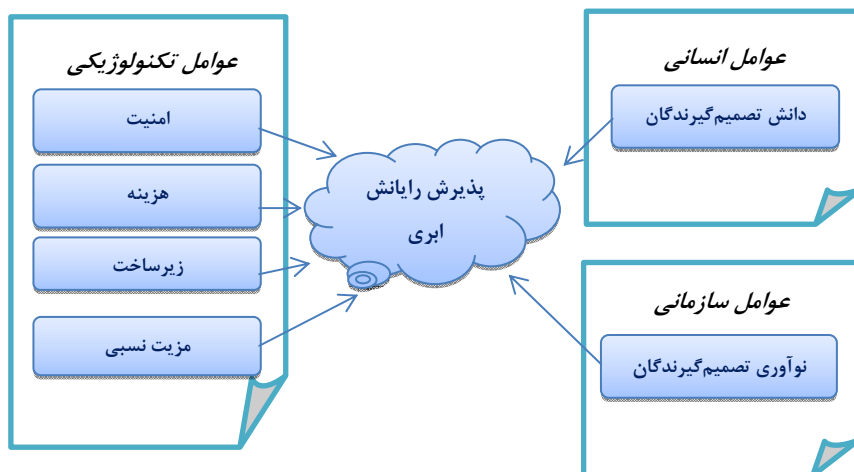 عوامل انسانی
دانش تصمیم‌گیرندگان
عوامل تکنولوژیکی
امنیت
هزینه
زیرساخت
مزیت نسبی
پذیرش رایانش
ابری
عوامل سازمانی
نوآوری تصمیم‌گیرندگان